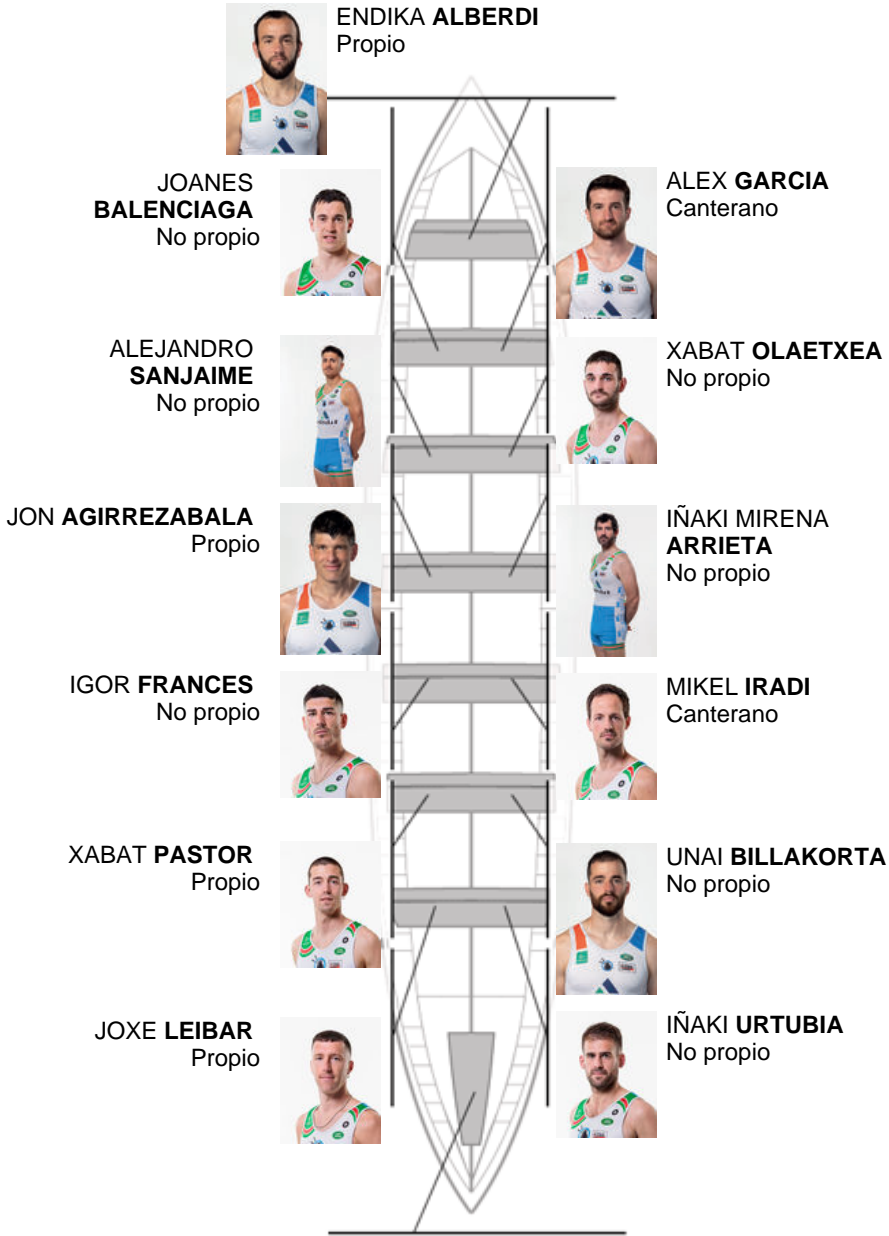 ENDIKA ALBERDI
Propio
JOANES
BALENCIAGA
No propio
ALEX GARCIA
Canterano
ALEJANDRO
SANJAIME
No propio
XABAT OLAETXEA
No propio
JON AGIRREZABALA
Propio
IÑAKI MIRENA
ARRIETA
No propio
IGOR FRANCES
No propio
MIKEL IRADI
Canterano
XABAT PASTOR
Propio
UNAI BILLAKORTA
No propio
JOXE LEIBAR
Propio
IÑAKI URTUBIA
No propio